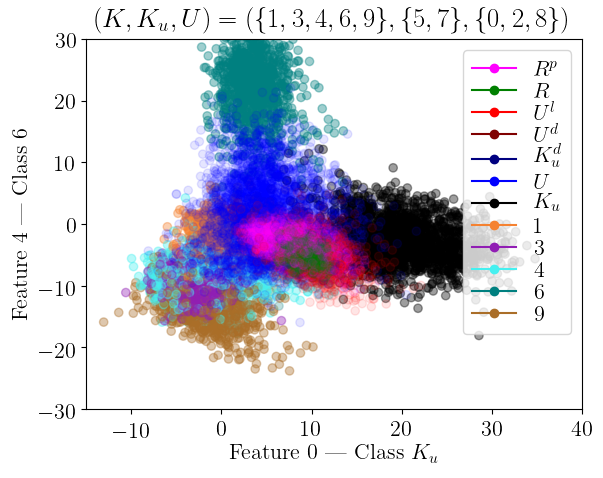 (K, K_u, U) = ({1, 3, 4, 6, 9}, {5, 7}, {0, 2, 8})
Feature 4 — Class 6
30
20
10
0
−10
−20
−30
R^p
R
U^l
U^d
K_u^d
U
K_u
1
3
4
6
9
−10 0 10 20 30 40
Feature 0 — Class K_u